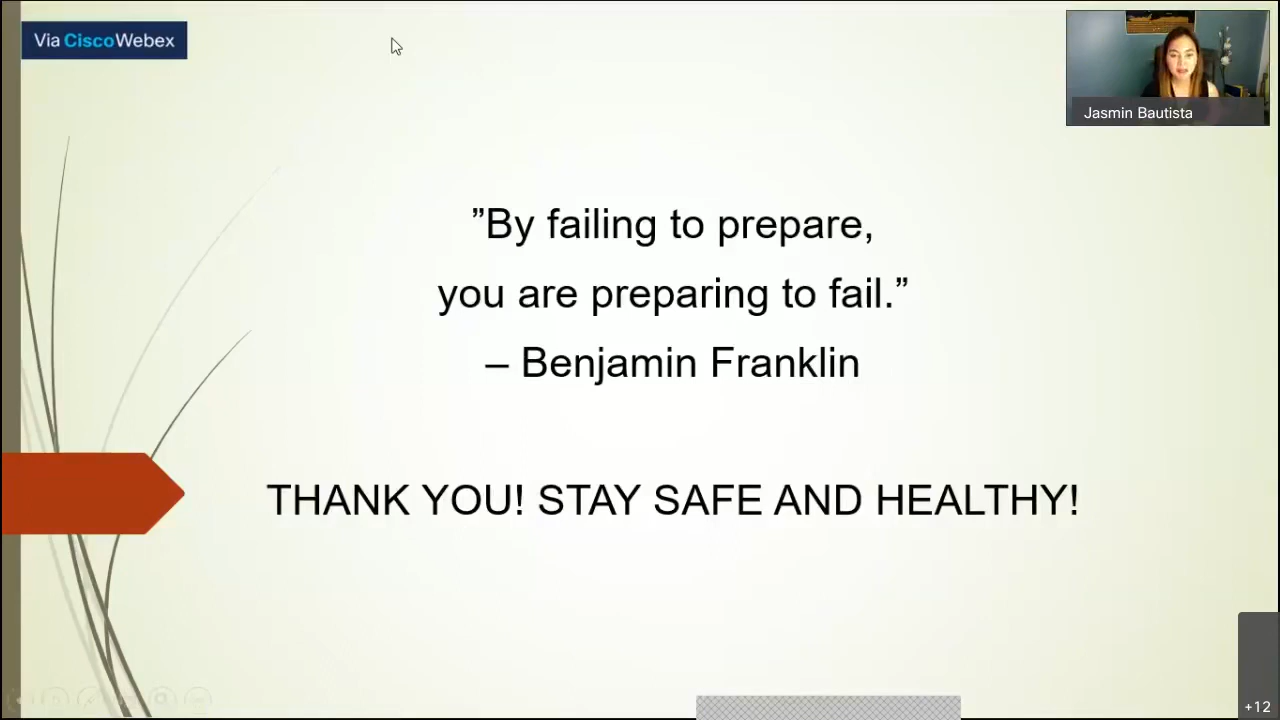 Via CiscoWebex
Jasmin Bautista
”By failing to prepare,
you are preparing to fail.”
– Benjamin Franklin
THANK YOU! STAY SAFE AND HEALTHY!
+12